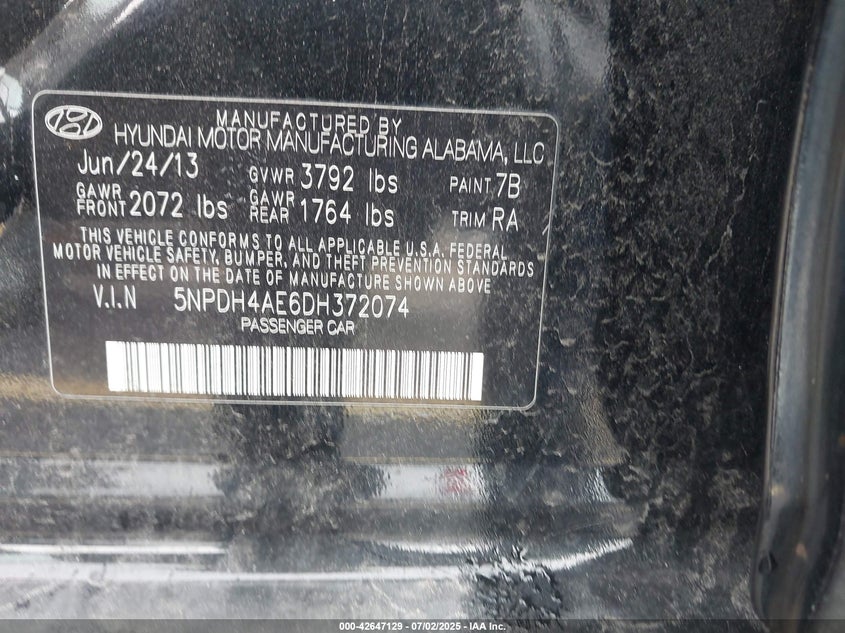 MANUFACTURED BY
HYUNDAI MOTOR MANUFACTURING ALABAMA, LLC
Jun/24/13 GVWR 3792 lbs PAINT 7B
GAWR FRONT 2072 lbs GAWR REAR 1764 lbs TRIM RA
THIS VEHICLE CONFORMS TO ALL APPLICABLE U.S.A. FEDERAL
MOTOR VEHICLE SAFETY, BUMPER, AND THEFT PREVENTION STANDARDS
IN EFFECT ON THE DATE OF MANUFACTURE SHOWN ABOVE
V.I.N 5NPDH4AE6DH372074
PASSENGER CAR
000-42647129 - 07/02/2025 - IAA Inc.